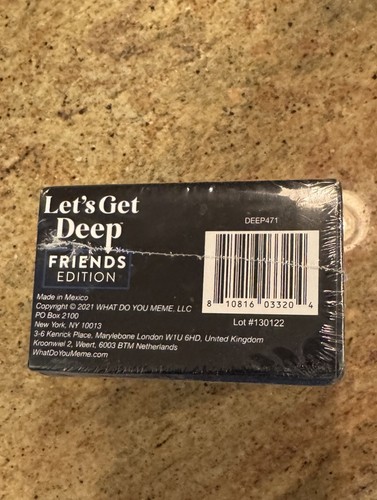 Let's Get
Deep
FRIENDS
EDITION
DEEP471
8 10816 03320 4
Lot #130122
Made in Mexico
Copyright © 2021 WHAT DO YOU MEME, LLC
PO Box 2100
New York, NY 10013
3-6 Kenrick Place, Marylebone London W1U 6HD, United Kingdom
Kroonwel 2, Weert, 6003 BTM Netherlands
WhatDoYouMeme.com